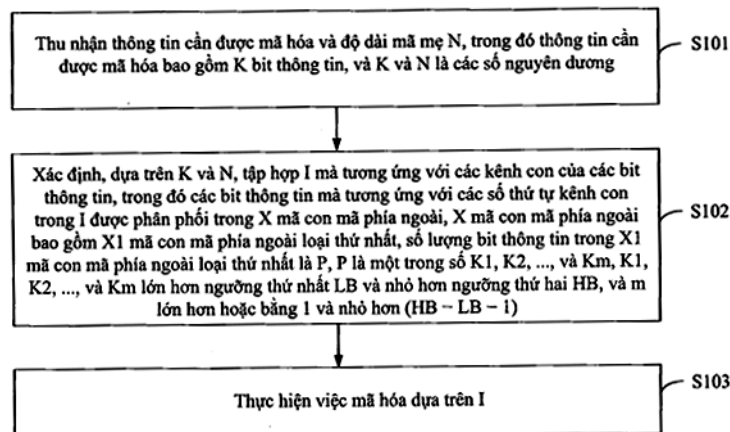 Thu nhận thông tin cần được mã hóa và độ dài mã mẹ N, trong đó thông tin cần
được mã hóa bao gồm K bit thông tin, và K và N là các số nguyên dương
S101
Xác định, dựa trên K và N, tập hợp I mà tương ứng với các kênh con của các bit
thông tin, trong đó các bit thông tin mà tương ứng với các số thứ tự kênh con
trong I được phân phối trong X mã con mã phía ngoài, X mã con mã phía ngoài
bao gồm X1 mã con mã phía ngoài loại thứ nhất, số lượng bit thông tin trong X1
mã con mã phía ngoài loại thứ nhất là P, P là một trong số K1, K2, ..., và Km, K1,
K2, ..., và Km lớn hơn ngưỡng thứ nhất LB và nhỏ hơn ngưỡng thứ hai HB, và m
lớn hơn hoặc bằng 1 và nhỏ hơn (HB – LB – 1)
S102
Thực hiện việc mã hóa dựa trên I
S103